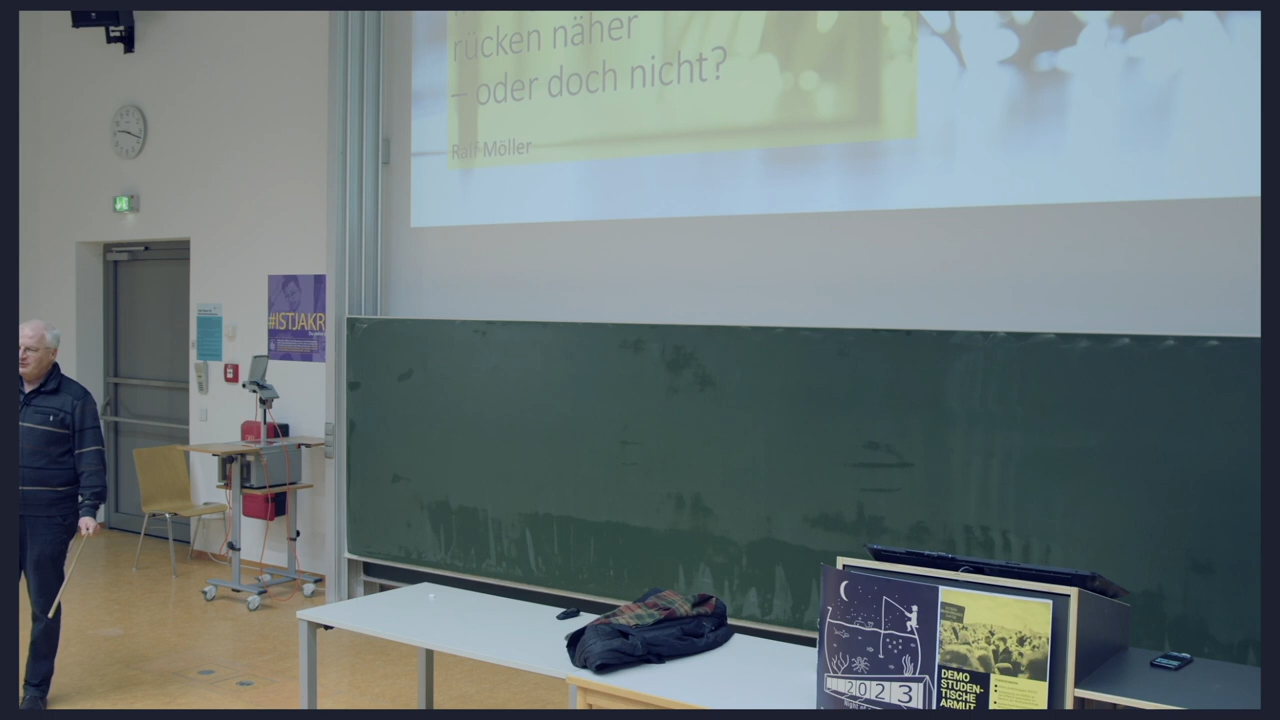 rücken näher
– oder doch nicht?
Ralf Möller
#ISTJAKR
2023
DEMO
STUDEN-
TISCHE
ARMUT